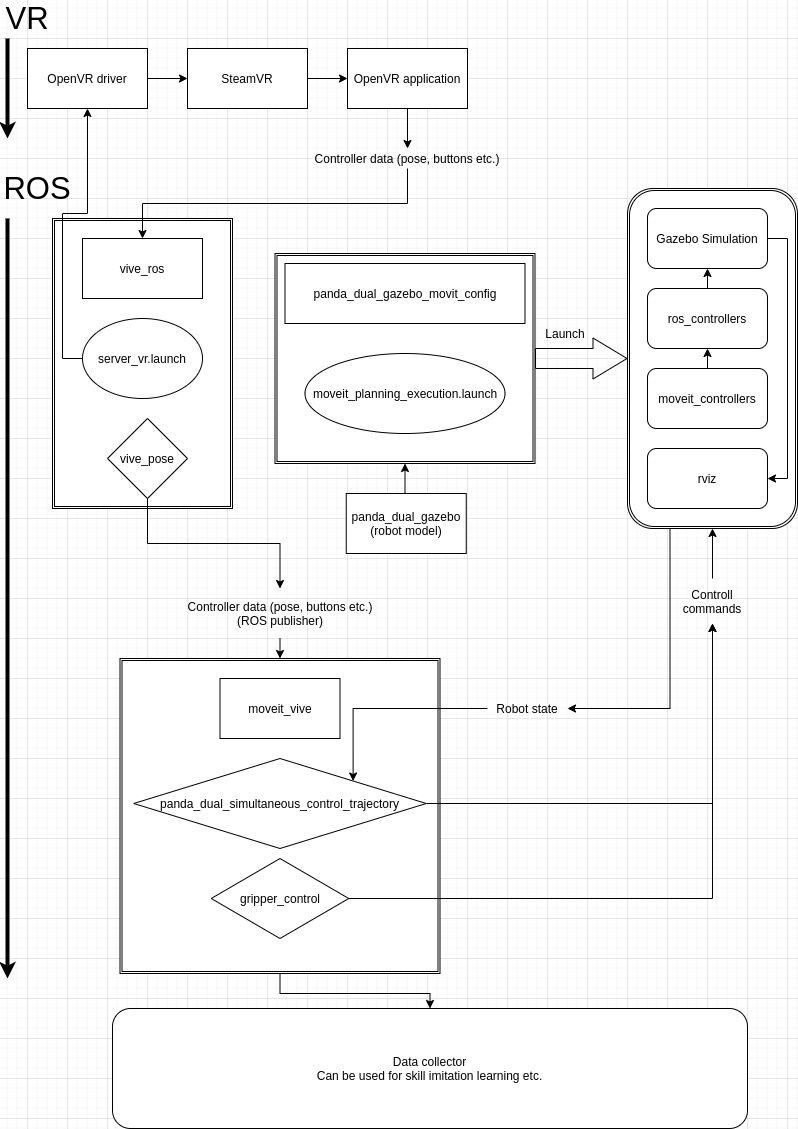 VR
OpenVR driver
SteamVR
OpenVR application
Controller data (pose, buttons etc.)
ROS
vive_ros
server_vr.launch
vive_pose
panda_dual_gazebo_movit_config
moveit_planning_execution.launch
Launch
panda_dual_gazebo
(robot model)
Gazebo Simulation
ros_controllers
moveit_controllers
rviz
Controll
commands
Controller data (pose, buttons etc.)
(ROS publisher)
moveit_vive
Robot state
panda_dual_simultaneous_control_trajectory
gripper_control
Data collector
Can be used for skill imitation learning etc.